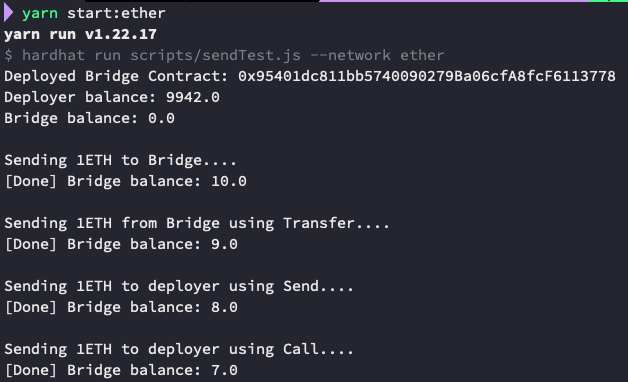 yarn start:ether
yarn run v1.22.17
$ hardhat run scripts/sendTest.js --network ether
Deployed Bridge Contract: 0x95401dc811bb5740090279Ba06cfA8fcF6113778
Deployer balance: 9942.0
Bridge balance: 0.0
Sending 1ETH to Bridge....
[Done] Bridge balance: 10.0
Sending 1ETH from Bridge using Transfer....
[Done] Bridge balance: 9.0
Sending 1ETH to deployer using Send....
[Done] Bridge balance: 8.0
Sending 1ETH to deployer using Call....
[Done] Bridge balance: 7.0